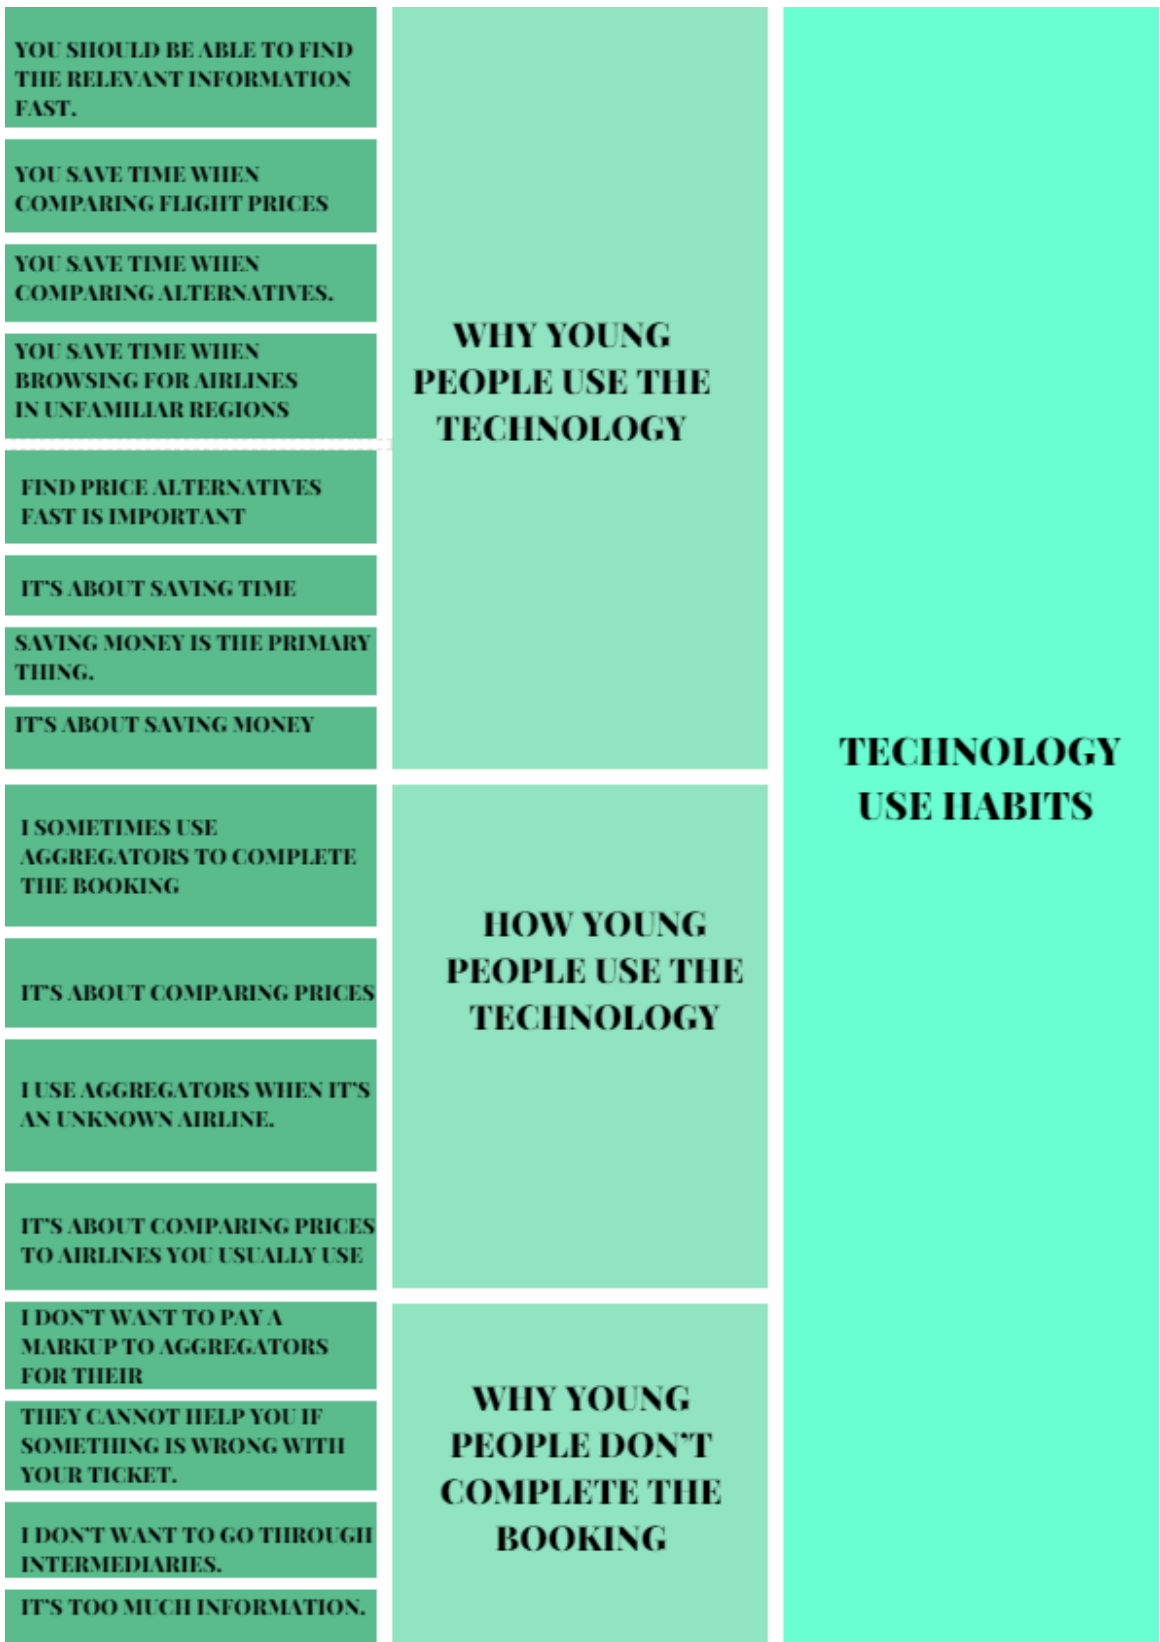 YOU SHOULD BE ABLE TO FIND
THE RELEVANT INFORMATION
FAST.
YOU SAVE TIME WHEN
COMPARING FLIGHT PRICES
YOU SAVE TIME WHEN
COMPARING ALTERNATIVES.
YOU SAVE TIME WHEN
BROWSING FOR AIRLINES
IN UNFAMILIAR REGIONS
FIND PRICE ALTERNATIVES
FAST IS IMPORTANT
IT'S ABOUT SAVING TIME
SAVING MONEY IS THE PRIMARY
THING.
IT'S ABOUT SAVING MONEY
WHY YOUNG
PEOPLE USE THE
TECHNOLOGY
I SOMETIMES USE
AGGREGATORS TO COMPLETE
THE BOOKING
IT'S ABOUT COMPARING PRICES
I USE AGGREGATORS WHEN IT'S
AN UNKNOWN AIRLINE.
IT'S ABOUT COMPARING PRICES
TO AIRLINES YOU USUALLY USE
HOW YOUNG
PEOPLE USE THE
TECHNOLOGY
I DON'T WANT TO PAY A
MARKUP TO AGGREGATORS
FOR THEIR
THEY CANNOT HELP YOU IF
SOMETHING IS WRONG WITH
YOUR TICKET.
I DON'T WANT TO GO THROUGH
INTERMEDIARIES.
IT'S TOO MUCH INFORMATION.
WHY YOUNG
PEOPLE DON'T
COMPLETE THE
BOOKING
TECHNOLOGY
USE HABITS